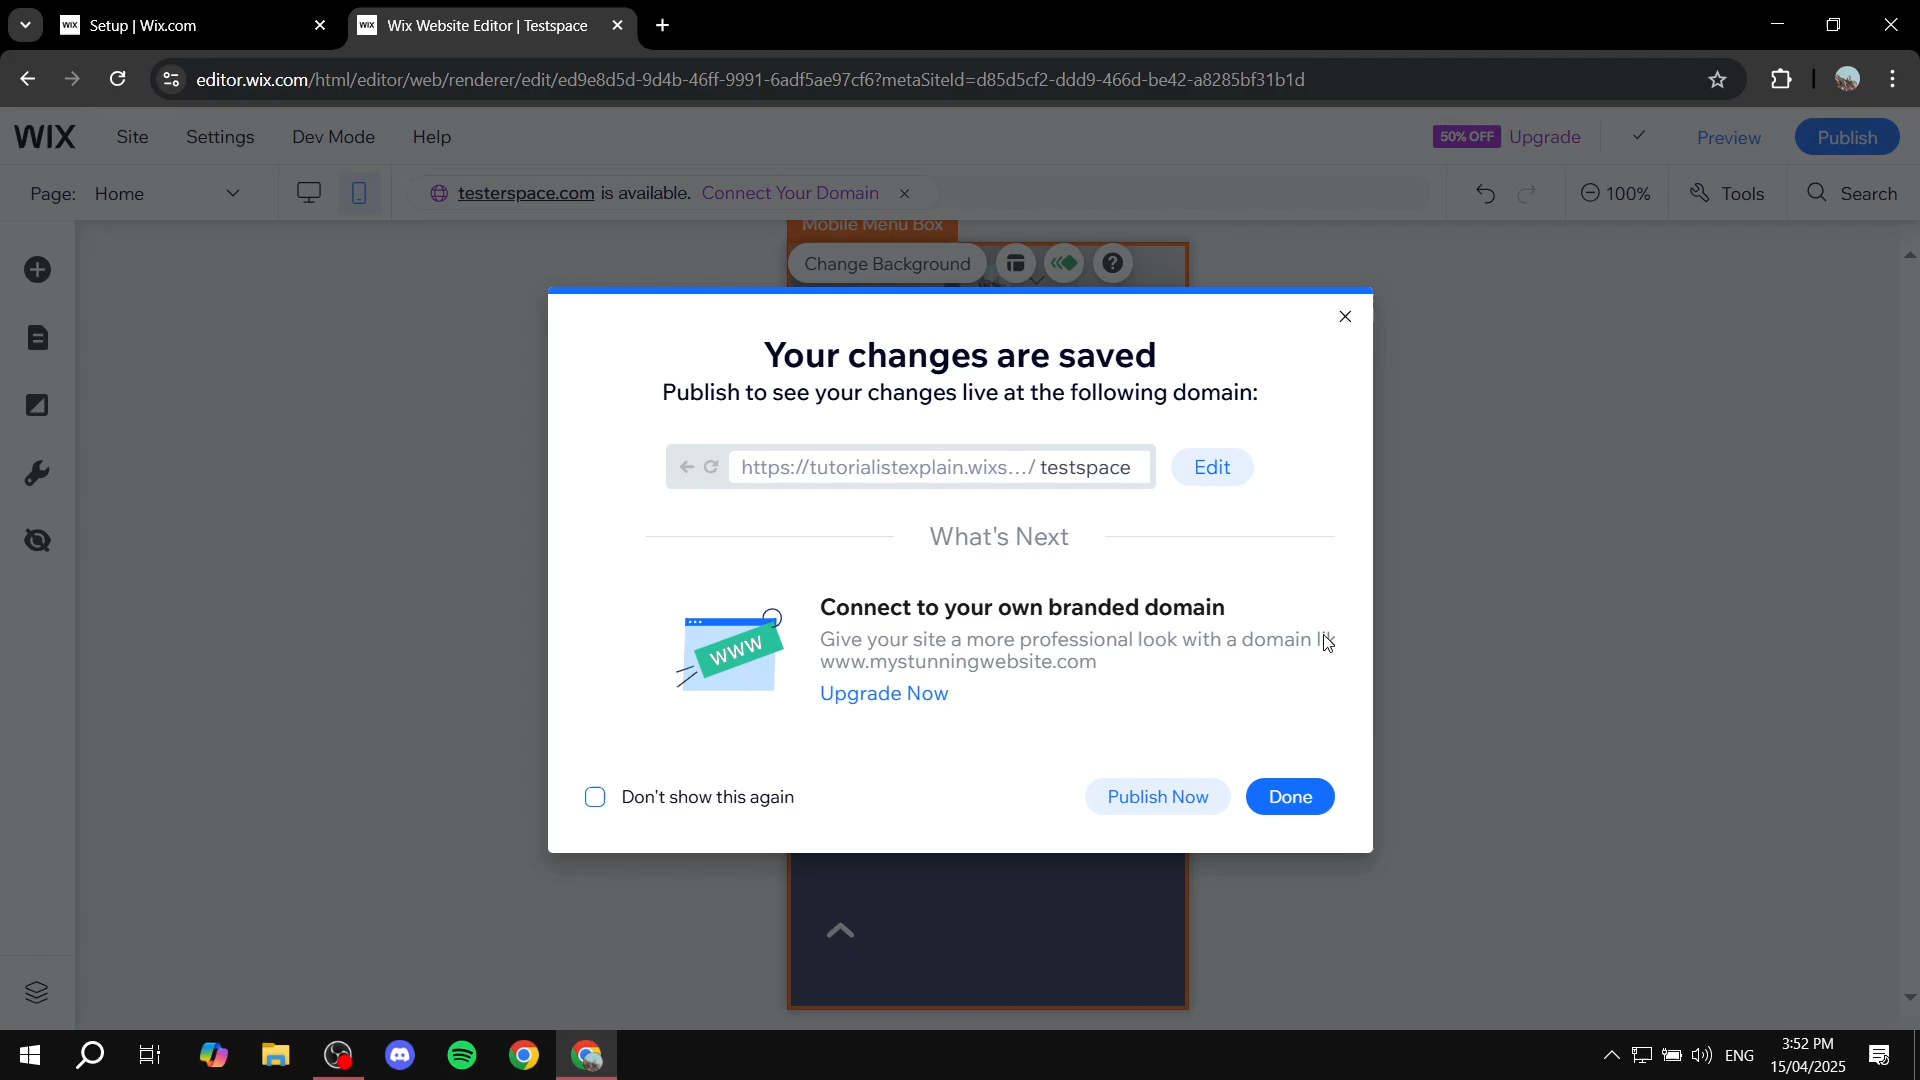 WIX Setup | Wix.com
WIX Wix Website Editor | Testspace
editor.wix.com/html/editor/web/renderer/edit/ed9e8d5d-9d4b-46ff-9991-6adf5ae97cf6?metaSiteId=d85d5cf2-ddd9-466d-be42-a8285bf31b1d
WIX Site Settings Dev Mode Help 50% OFF Upgrade Preview Publish
Page: Home testerspace.com is available. Connect Your Domain 100% Tools Search
Mobile Menu Box
Change Background
Your changes are saved
Publish to see your changes live at the following domain:
https://tutorialistexplain.wixs.../ testspace Edit
What's Next
Connect to your own branded domain
Give your site a more professional look with a domain
www.mystunningwebsite.com
Upgrade Now
WWW
Don't show this again Publish Now Done
ENG 3:52 PM
15/04/2025